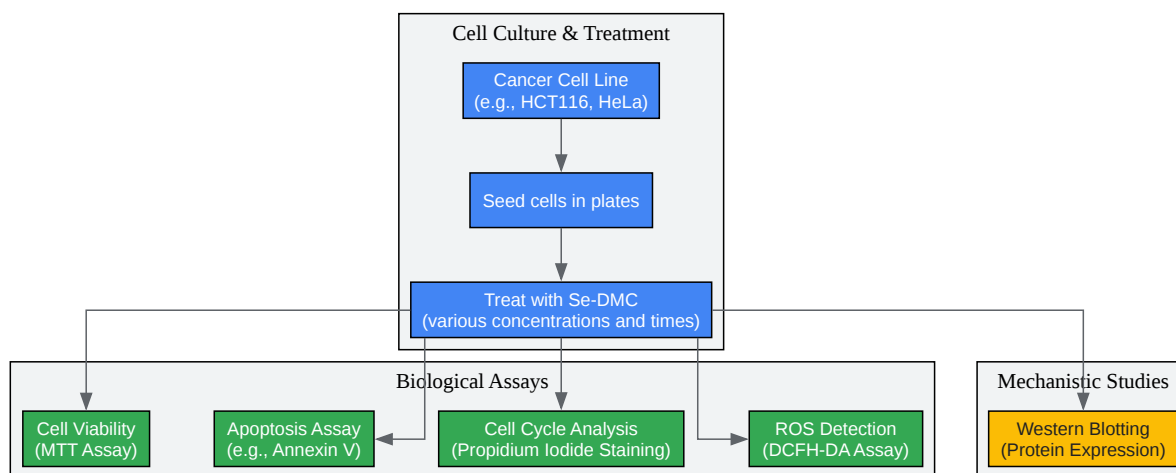 Cell Culture & Treatment
Cancer Cell Line
(e.g., HCT116, HeLa)
Seed cells in plates
Treat with Se-DMC
(various concentrations and times)
Biological Assays
Mechanistic Studies
Cell Viability
(MTT Assay)
Apoptosis Assay
(e.g., Annexin V)
Cell Cycle Analysis
(Propidium Iodide Staining)
ROS Detection
(DCFH-DA Assay)
Western Blotting
(Protein Expression)